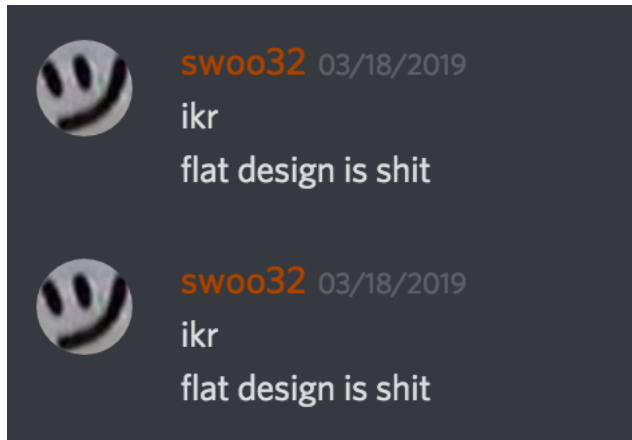 swoo32 03/18/2019
ikr
flat design is shit
swoo32 03/18/2019
ikr
flat design is shit